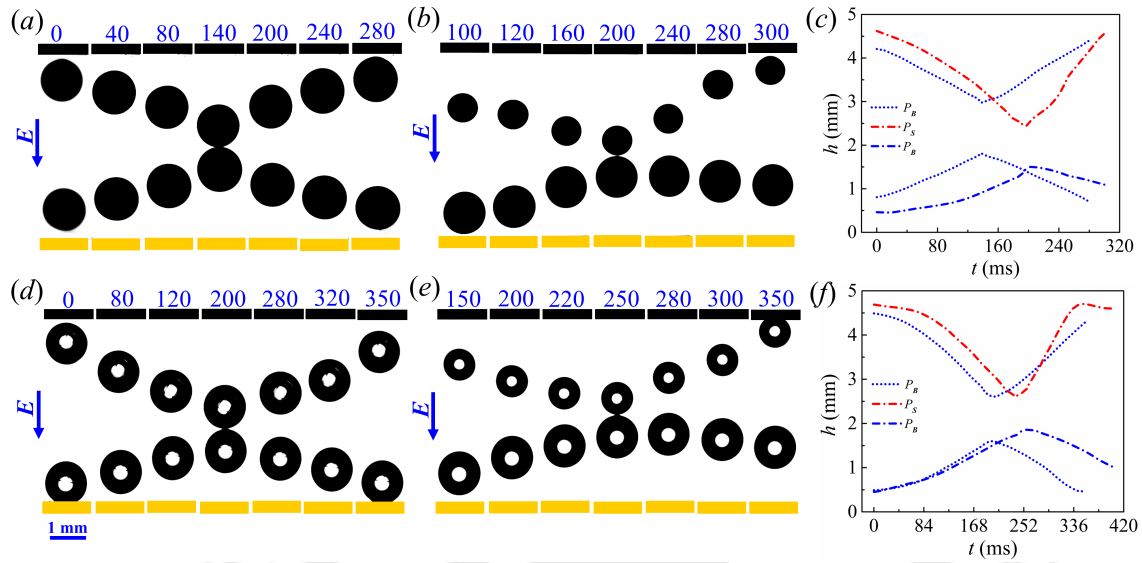 (a)
0 40 80 140 200 240 280
E
(b)
100 120 160 200 240 280 300
E
(c)
5
4
3
2
1
0
h (mm)
P_B
P_S
P_B
0 80 160 240 320
t (ms)
(d)
0 80 120 200 280 320 350
E
1 mm
(e)
150 200 220 250 280 300 350
E
(f)
5
4
3
2
1
0
h (mm)
P_B
P_S
P_B
0 84 168 252 336 420
t (ms)